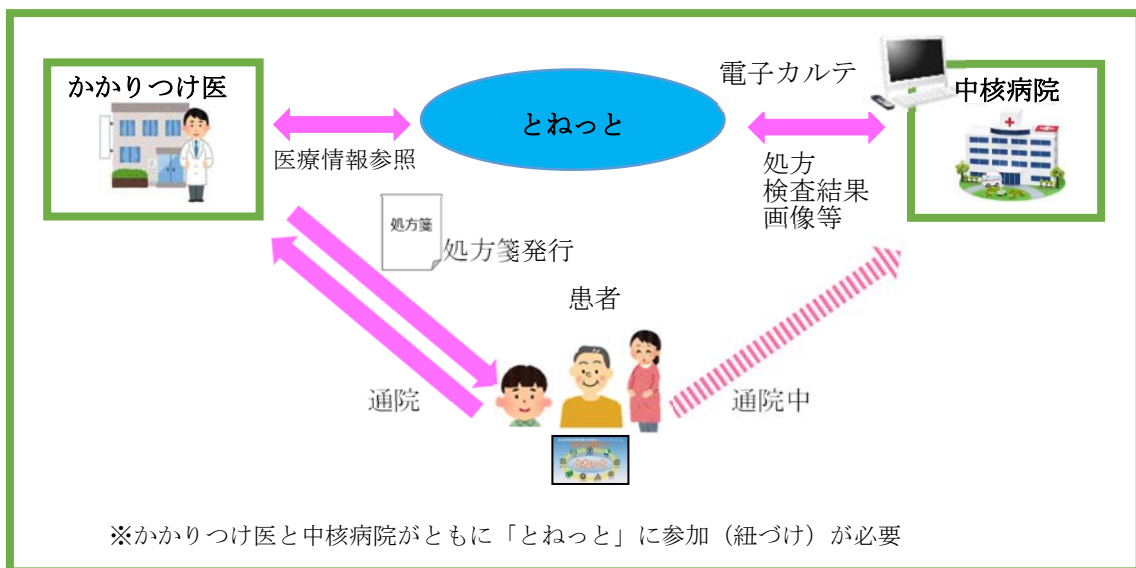 かかりつけ医
とねっと
電子カルテ
中核病院
医療情報参照
処方
検査結果
画像等
処方箋
処方箋発行
患者
通院
通院中
とねっと
※かかりつけ医と中核病院がともに「とねっと」に参加（紐づけ）が必要